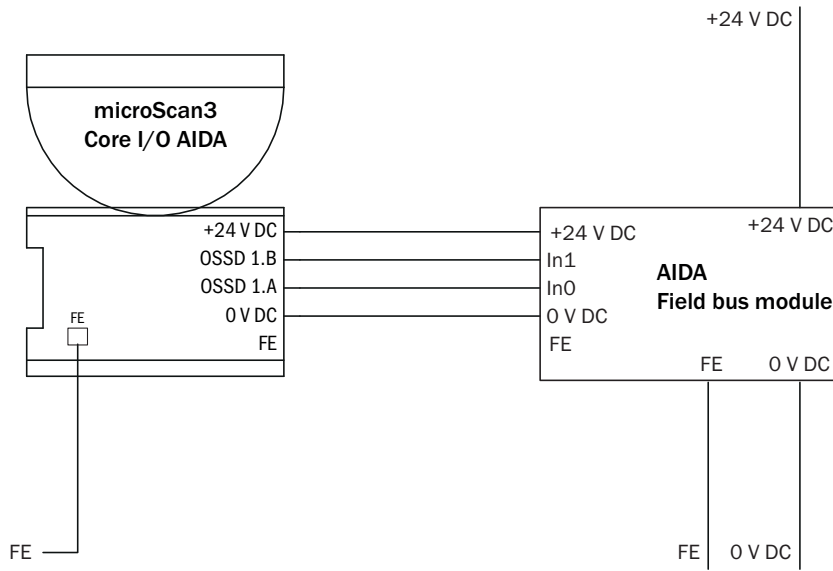 +24 V DC
microScan3
Core I/O AIDA
+24 V DC
OSSD 1.B
OSSD 1.A
0 V DC
FE
FE
+24 V DC
In1
In0
0 V DC
FE
+24 V DC
AIDA
Field bus module
FE
0 V DC
FE
FE
0 V DC